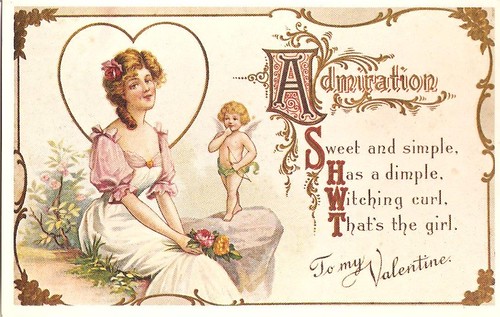 Admiration
Sweet and simple,
Has a dimple,
Witching curl,
That's the girl.
To my Valentine.